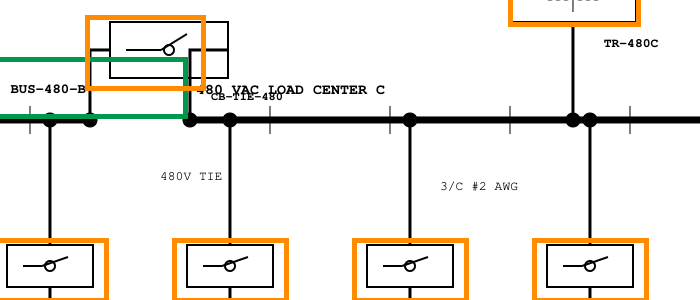 TR-480C
BUS-480-B
480 VAC LOAD CENTER C
CB-TIE-480
480V TIE
3/C #2 AWG